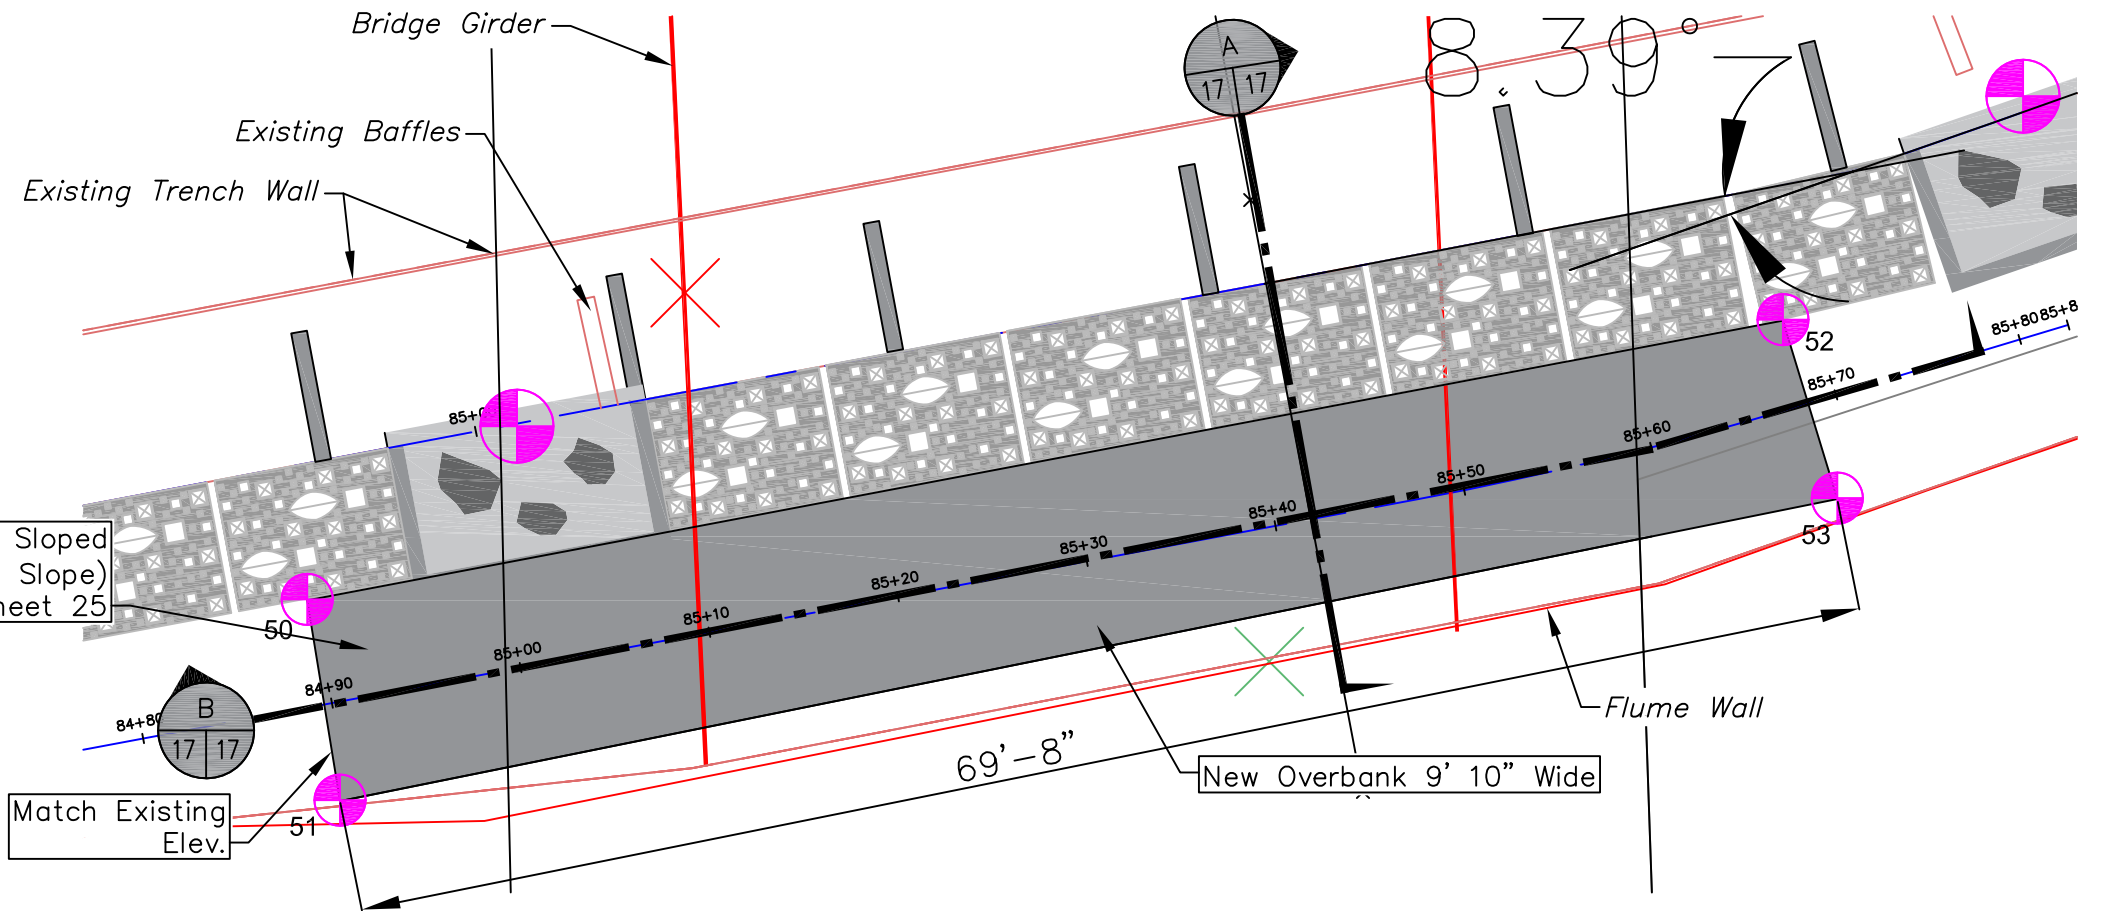 Bridge Girder
A
17 17
8.39°
Existing Baffles
Existing Trench Wall
85+80
85+8
52
85+70
85+60
85+50
85+40
53
Sloped
Slope)
heet 25
85+30
85+20
85+10
50
85+00
84+90
84+80
B
17 17
Flume Wall
69'-8"
New Overbank 9' 10" Wide
Match Existing
Elev.
51